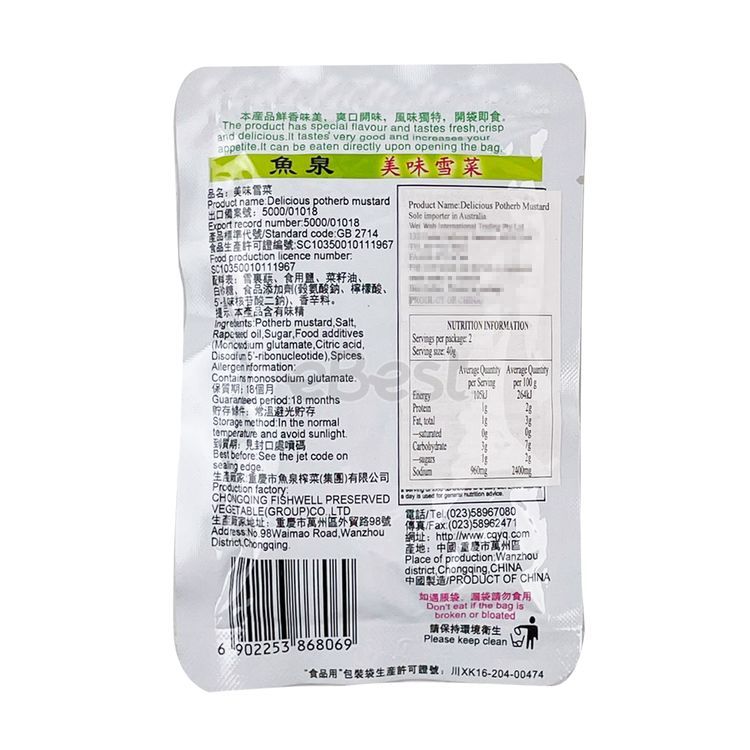 本產品鮮香味美，爽口開味，風味獨特，開袋即食。
The product has special flavour and tastes fresh,crisp
and delicious.It tastes very good and increases your
appetite.It can be eaten directly upon opening the bag.
魚泉 美味雪菜
品名：美味雪菜
Product name:Delicious potherb mustard
出口備案號：5000/01018
Export record number:5000/01018
產品標準代號/Standard code:GB 2714
食品生產許可證編號:SC10350010111967
Food production licence number:
SC10350010111967
配料表：雪裏蕻、食用鹽、菜籽油、
白砂糖、食品添加劑(穀氨酸鈉、檸檬酸、
5'-呈味核苷酸二鈉)、香辛料。
提示:本產品含有味精
Ingredients:Potherb mustard,Salt,
Rapeseed oil,Sugar,Food additives
(Monosodium glutamate,Citric acid,
Disodium 5'-ribonucleotide),Spices.
Allergen information:
Contains monosodium glutamate.
保質期:18個月
Guaranteed period:18 months
貯存條件：常溫避光貯存
Storage method:In the normal
temperature and avoid sunlight.
到期日：見封口處噴碼
Best before:See the jet code on
sealing edge.
生產廠家:重慶市魚泉榨菜(集團)有限公司
Production factory:
CHONGQING FISHWELL PRESERVED
VEGETABLE(GROUP)CO.,LTD
生產廠家地址：重慶市萬州區外貿路98號
Address:No.98Waimao Road,Wanzhou
District,Chongqing.
6 902253 868069
Product Name:Delicious Potherb Mustard
Sole importer in Australia
Wei Wah International Trading Pty Ltd
PRODUCT OF CHINA
NUTRITION INFORMATION
Servings per package: 2
Serving size: 40g
Average Quantity Average Quantity
per Serving per 100 g
Energy 105kJ 264kJ
Protein 1g 2g
Fat, total 1g 3g
—saturated 0g 0g
Carbohydrate 3g 7g
—sugars 1g 2g
Sodium 960mg 2400mg
a day is used for general nutrition advice.
電話/Tel.(023)58967080
傳真/Fax:(023)58962471
網址：http://www.cqyq.com
產地：中國 重慶市萬州區
Place of production:Wanzhou
district,Chongqing,CHINA
中國製造/PRODUCT OF CHINA
如遇脹袋、漏袋請勿食用
Don't eat if the bag is
broken or bloated
請保持環境衛生
Please keep clean
"食品用"包裝袋生產許可證號：川XK16-204-00474
eBest